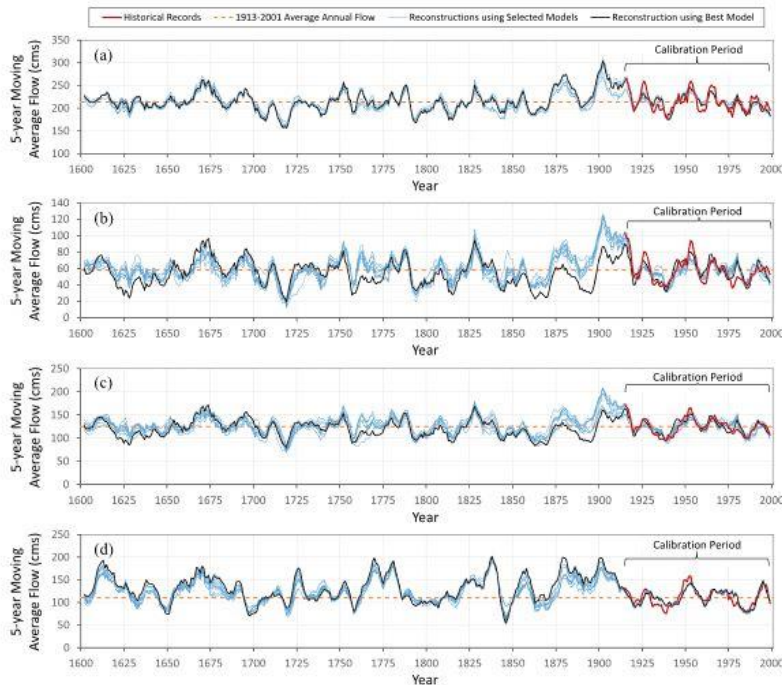 Historical Records 1913-2001 Average Annual Flow Reconstructions using Selected Models Reconstruction using Best Model
(a)
Calibration Period
5-year Moving
Average Flow (cms)
350
300
250
200
150
100
1600 1625 1650 1675 1700 1725 1750 1775 1800 1825 1850 1875 1900 1925 1950 1975 2000
Year
(b)
Calibration Period
5-year Moving
Average Flow (cms)
140
120
100
80
60
40
20
0
1600 1625 1650 1675 1700 1725 1750 1775 1800 1825 1850 1875 1900 1925 1950 1975 2000
Year
(c)
Calibration Period
5-year Moving
Average Flow (cms)
250
200
150
100
50
0
1600 1625 1650 1675 1700 1725 1750 1775 1800 1825 1850 1875 1900 1925 1950 1975 2000
Year
(d)
Calibration Period
5-year Moving
Average Flow (cms)
250
200
150
100
50
0
1600 1625 1650 1675 1700 1725 1750 1775 1800 1825 1850 1875 1900 1925 1950 1975 2000
Year